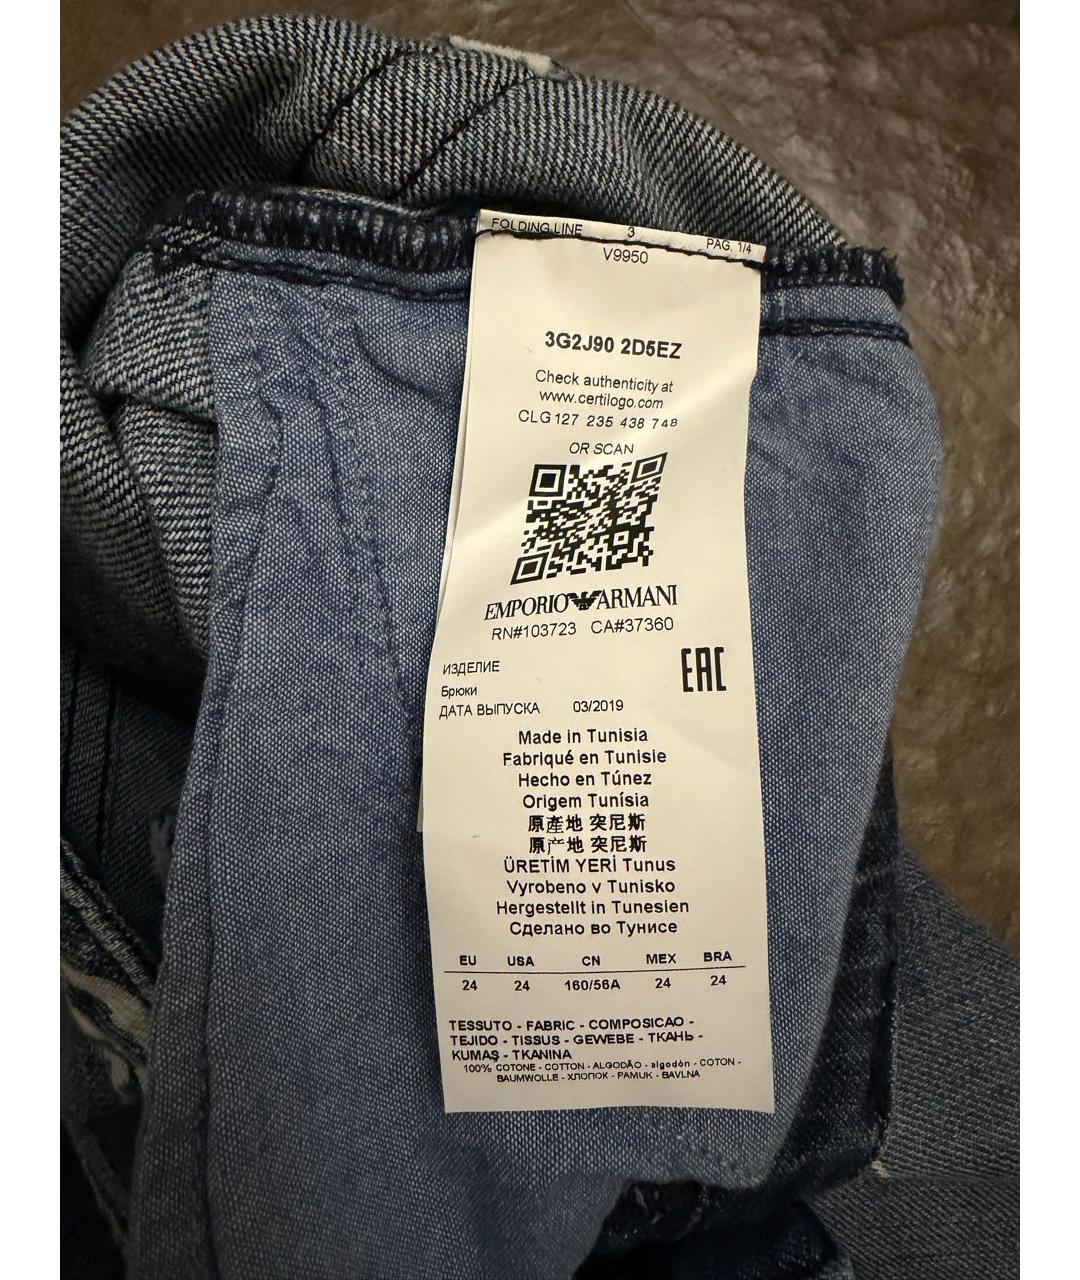 FOLDING LINE 3 PAG. 1/4
V9950
3G2J90 2D5EZ
Check authenticity at
www.certilogo.com
CLG 127 235 438 748
OR SCAN
EMPORIO ARMANI
RN#103723 CA#37360
ИЗДЕЛИЕ
Брюки
EAC
ДАТА ВЫПУСКА 03/2019
Made in Tunisia
Fabriqué en Tunisie
Hecho en Túnez
Origem Tunísia
原產地 突尼斯
原产地 突尼斯
ÜRETİM YERİ Tunus
Vyrobeno v Tunisko
Hergestellt in Tunesien
Сделано во Тунисе
EU USA CN MEX BRA
24 24 160/56A 24 24
TESSUTO - FABRIC - COMPOSICAO -
TEJIDO - TISSUS - GEWEBE - ТКАНЬ -
KUMAŞ - TKANINA
100% COTONE - COTTON - ALGODÃO - algodón - COTON -
BAUMWOLLE - ХЛОПОК - PAMUK - BAVLNA